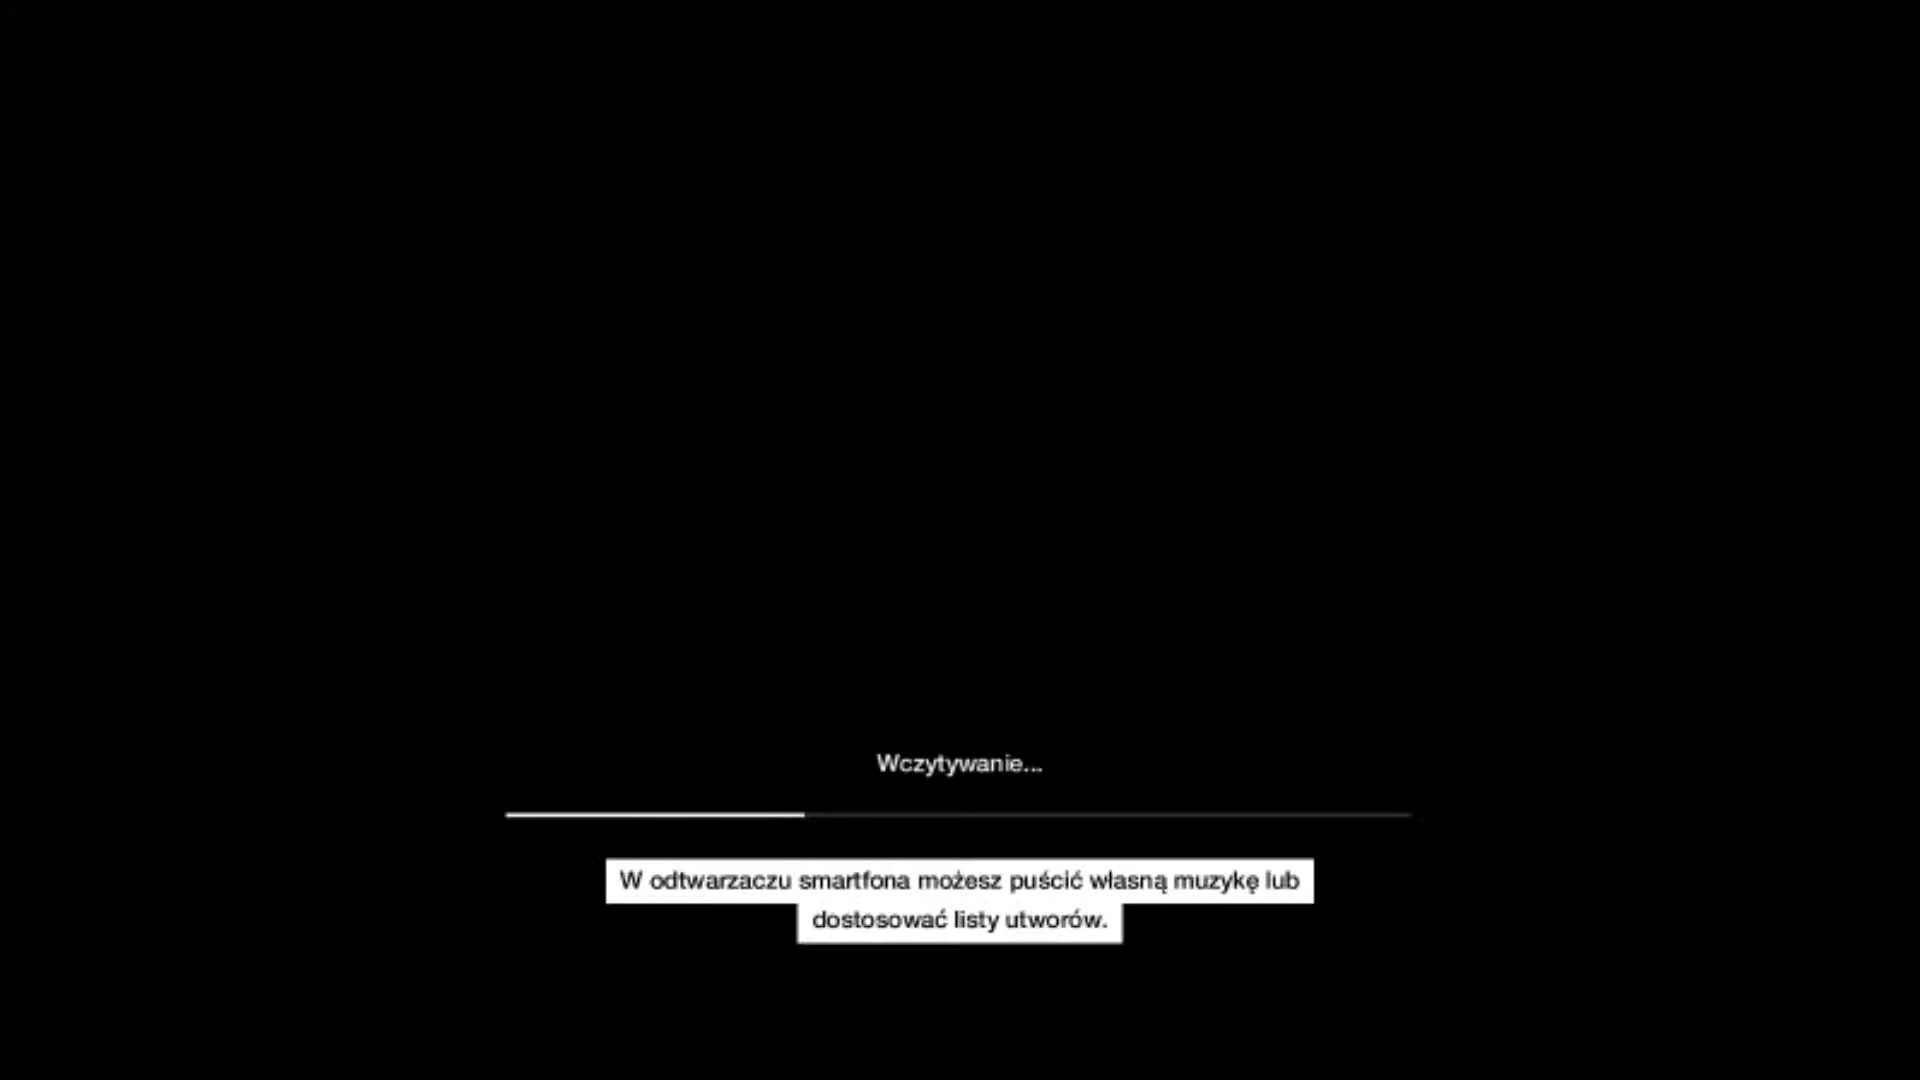 Wczytywanie...
W odtwarzaczu smartfona możesz puścić własną muzykę lub
dostosować listy utworów.